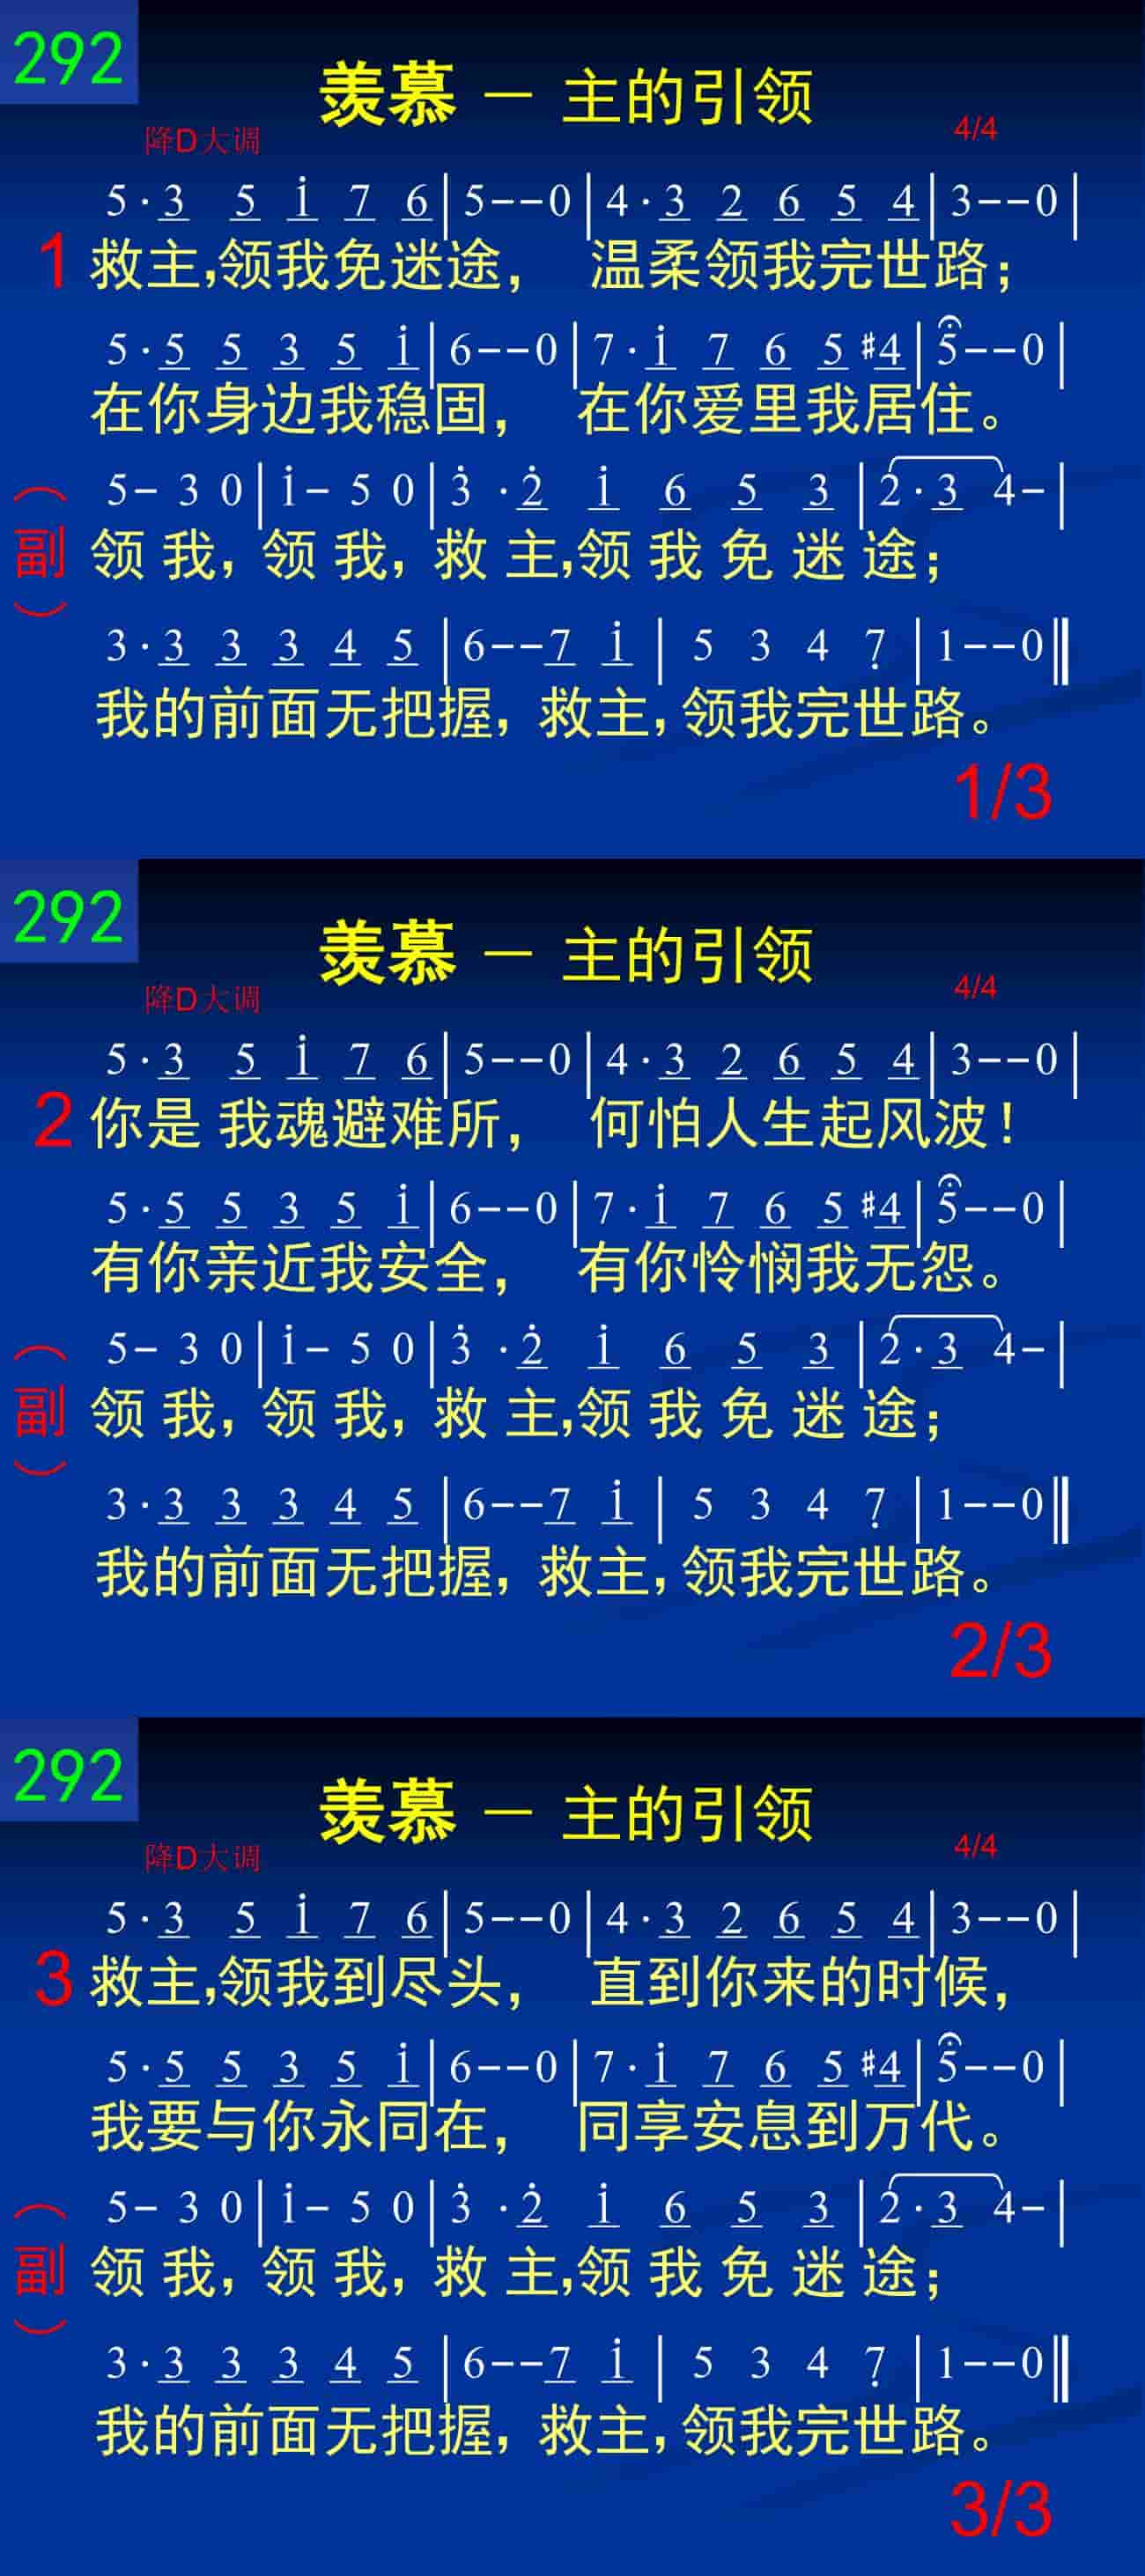 292
羡慕 — 主的引领
降D大调 4/4
5·3 5 i 7 6|5--0|4·3 2 6 5 4|3--0|
1 救主,领我免迷途， 温柔领我完世路；
5·5 5 3 5 i|6--0|7·i 7 6 5 #4|5--0|
在你身边我稳固， 在你爱里我居住。
5- 3 0|i- 5 0|3̇ ·2̇ i 6 5 3|2·3 4-|
（副） 领 我，领 我，救 主,领 我 免 迷 途；
3·3 3 3 4 5|6--7 i| 5 3 4 7̣|1--0‖
我的前面无把握，救主，领我完世路。
1/3
292
羡慕 — 主的引领
降D大调 4/4
5·3 5 i 7 6|5--0|4·3 2 6 5 4|3--0|
2 你是 我魂避难所， 何怕人生起风波！
5·5 5 3 5 i|6--0|7·i 7 6 5 #4|5--0|
有你亲近我安全， 有你怜悯我无怨。
5- 3 0|i- 5 0|3̇ ·2̇ i 6 5 3|2·3 4-|
（副） 领 我，领 我，救 主,领 我 免 迷 途；
3·3 3 3 4 5|6--7 i| 5 3 4 7̣|1--0‖
我的前面无把握，救主，领我完世路。
2/3
292
羡慕 — 主的引领
降D大调 4/4
5·3 5 i 7 6|5--0|4·3 2 6 5 4|3--0|
3 救主,领我到尽头， 直到你来的时候，
5·5 5 3 5 i|6--0|7·i 7 6 5 #4|5--0|
我要与你永同在， 同享安息到万代。
5- 3 0|i- 5 0|3̇ ·2̇ i 6 5 3|2·3 4-|
（副） 领 我，领 我，救 主,领 我 免 迷 途；
3·3 3 3 4 5|6--7 i| 5 3 4 7̣|1--0‖
我的前面无把握，救主，领我完世路。
3/3